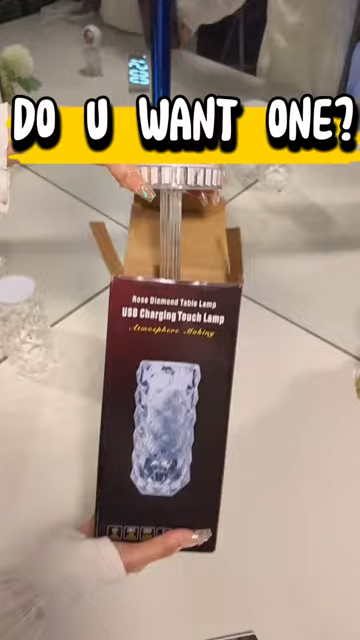 DO U WANT ONE?
Rose Diamond Table Lamp
USB Charging Touch Lamp
Atmosphere Making